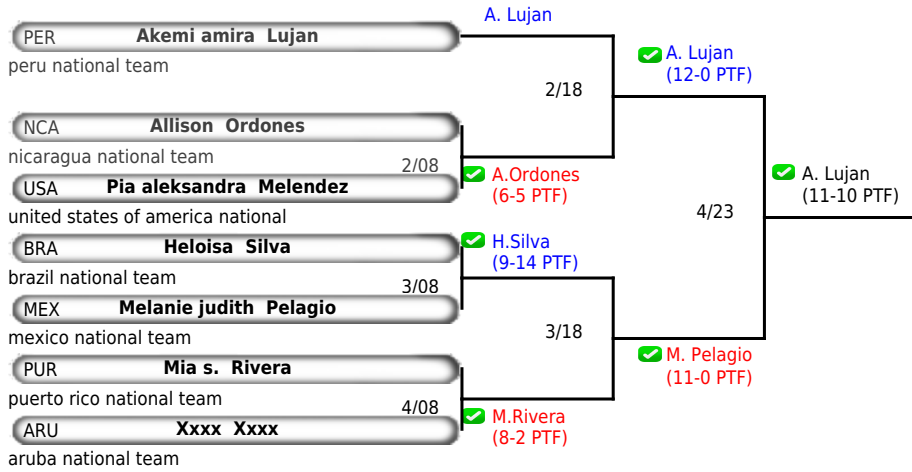 A. Lujan
PER Akemi amira Lujan
peru national team
A. Lujan
(12-0 PTF)
2/18
NCA Allison Ordones
nicaragua national team
2/08
USA Pia aleksandra Melendez
united states of america national
A.Ordones
(6-5 PTF)
A. Lujan
(11-10 PTF)
4/23
BRA Heloisa Silva
brazil national team
3/08
MEX Melanie judith Pelagio
mexico national team
H.Silva
(9-14 PTF)
3/18
PUR Mia s. Rivera
puerto rico national team
4/08
ARU Xxxx Xxxx
aruba national team
M.Rivera
(8-2 PTF)
M. Pelagio
(11-0 PTF)